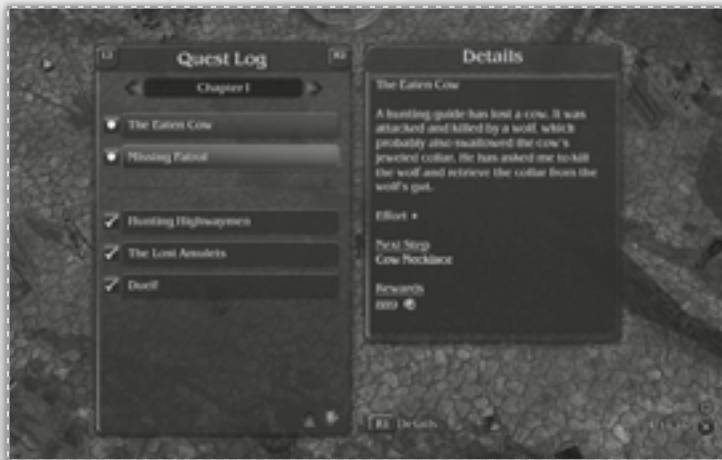 Quest Log
Chapter I
The Eaten Cow
Missing Patrol
Hunting Highwaymen
The Lost Amulets
Duel!
Details
The Eaten Cow
A hunting guide has lost a cow. It was
attacked and killed by a wolf, which
probably also swallowed the cow's
jeweled collar. He has asked me to kill
the wolf and retrieve the collar from the
wolf's gut.
Effort
Next Step
Cow Necklace
Rewards
Details